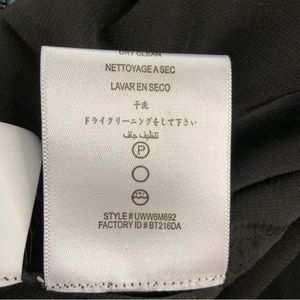 DRY CLEAN
NETTOYAGE A SEC
LAVAR EN SECO
干洗
ドライクリーニングをして下さい
تنظيف جاف
P
STYLE # UWW6M692
FACTORY ID # BT216DA